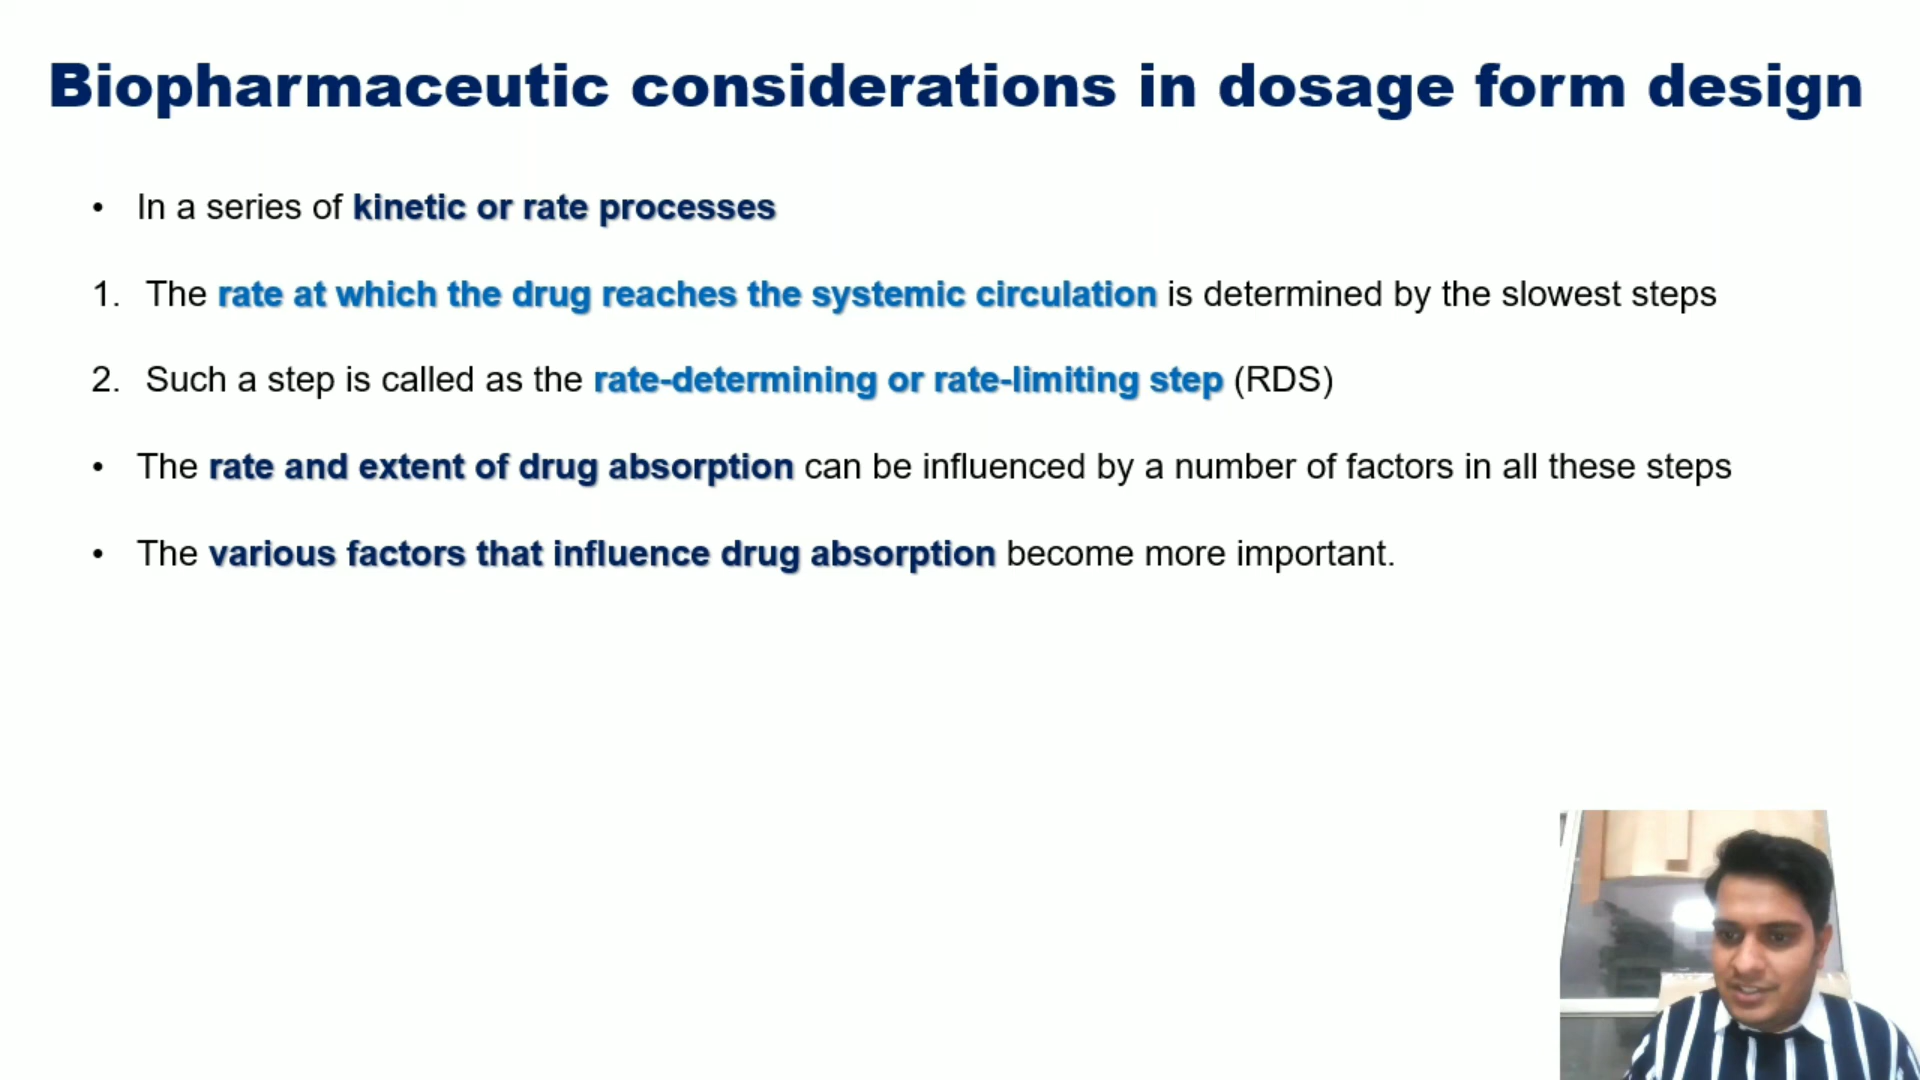 Biopharmaceutic considerations in dosage form design
• In a series of kinetic or rate processes
1. The rate at which the drug reaches the systemic circulation is determined by the slowest steps
2. Such a step is called as the rate-determining or rate-limiting step (RDS)
• The rate and extent of drug absorption can be influenced by a number of factors in all these steps
• The various factors that influence drug absorption become more important.